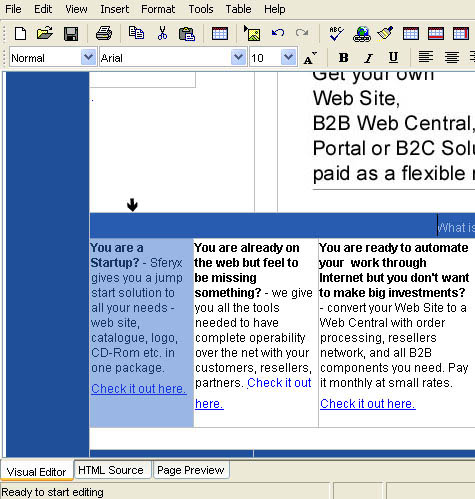 File Edit View Insert Format Tools Table Help
Normal Arial 10 A B I U
Get your own
Web Site,
B2B Web Central,
Portal or B2C
paid as a flexible
What is
You are a
Startup? - Sferyx
gives you a jump
start solution to
all your needs -
web site,
catalogue, logo,
CD-Rom etc. in
one package.
Check it out here.
You are already on
the web but feel to
be missing
something? - we give
you all the tools
needed to have
complete operability
over the net with your
customers, resellers,
partners. Check it out
here.
You are ready to automate
your work through
Internet but you don't want
to make big investments?
- convert your Web Site to a
Web Central with order
processing, resellers
network, and all B2B
components you need. Pay
it monthly at small rates.
Check it out here.
Visual Editor HTML Source Page Preview
Ready to start editing